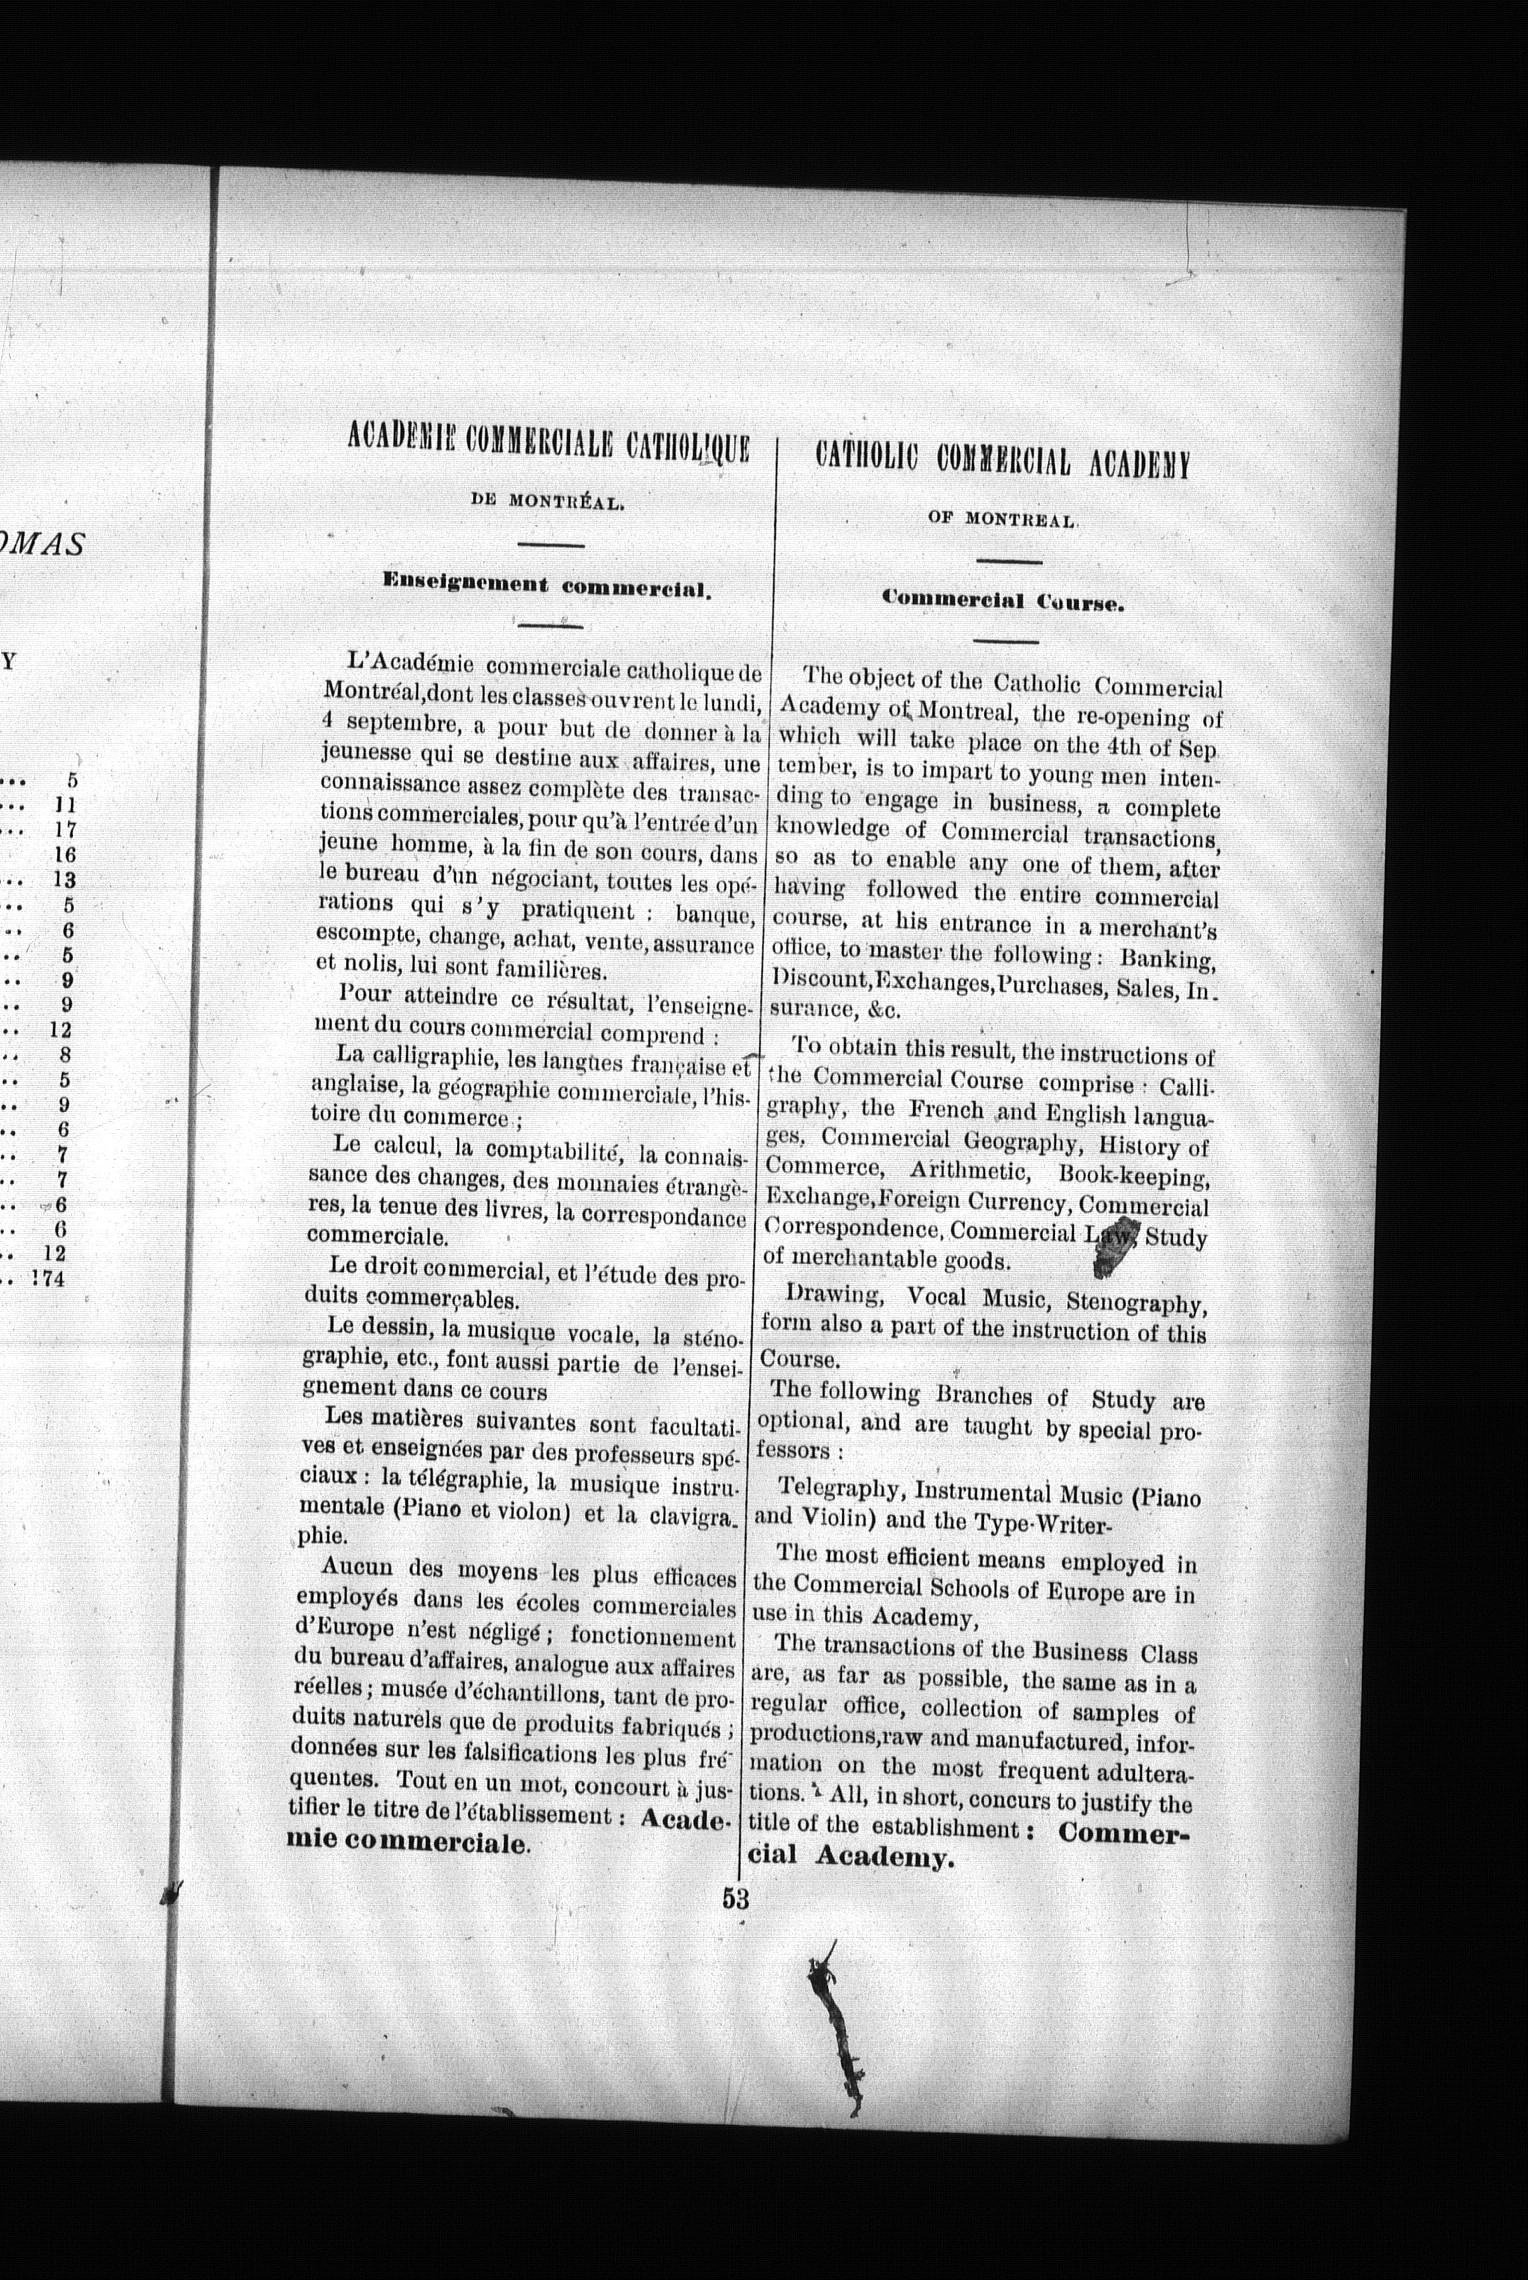 OMAS
Y
... 5
... 11
... 17
16
... 13
... 5
.. 6
.. 5
.. 9
.. 9
.. 12
.. 8
.. 5
.. 9
.. 6
.. 7
.. 7
.. 6
.. 6
.. 12
.. 174
ACADEMIE COMMERCIALE CATHOLIQUE
DE MONTRÉAL.
Enseignement commercial.
L'Académie commerciale catholique de
Montréal, dont les classes ouvrent le lundi,
4 septembre, a pour but de donner à la
jeunesse qui se destine aux affaires, une
connaissance assez complète des transac-
tions commerciales, pour qu'à l'entrée d'un
jeune homme, à la fin de son cours, dans
le bureau d'un négociant, toutes les opé-
rations qui s'y pratiquent : banque,
escompte, change, achat, vente, assurance
et nolis, lui sont familières.
Pour atteindre ce résultat, l'enseigne-
ment du cours commercial comprend :
La calligraphie, les langues française et
anglaise, la géographie commerciale, l'his-
toire du commerce ;
Le calcul, la comptabilité, la connais-
sance des changes, des monnaies étrangè-
res, la tenue des livres, la correspondance
commerciale.
Le droit commercial, et l'étude des pro-
duits commerçables.
Le dessin, la musique vocale, la sténo-
graphie, etc., font aussi partie de l'ensei-
gnement dans ce cours
Les matières suivantes sont facultati-
ves et enseignées par des professeurs spé-
ciaux : la télégraphie, la musique instru-
mentale (Piano et violon) et la clavigra-
phie.
Aucun des moyens les plus efficaces
employés dans les écoles commerciales
d'Europe n'est négligé ; fonctionnement
du bureau d'affaires, analogue aux affaires
réelles ; musée d'échantillons, tant de pro-
duits naturels que de produits fabriqués ;
données sur les falsifications les plus fré-
quentes. Tout en un mot, concourt à jus-
tifier le titre de l'établissement : Acade-
mie commerciale.
CATHOLIC COMMERCIAL ACADEMY
OF MONTREAL.
Commercial Course.
The object of the Catholic Commercial
Academy of Montreal, the re-opening of
which will take place on the 4th of Sep
tember, is to impart to young men inten-
ding to engage in business, a complete
knowledge of Commercial transactions,
so as to enable any one of them, after
having followed the entire commercial
course, at his entrance in a merchant's
office, to master the following : Banking,
Discount, Exchanges, Purchases, Sales, In-
surance, &c.
To obtain this result, the instructions of
the Commercial Course comprise : Calli-
graphy, the French and English langua-
ges, Commercial Geography, History of
Commerce, Arithmetic, Book-keeping,
Exchange, Foreign Currency, Commercial
Correspondence, Commercial Law, Study
of merchantable goods.
Drawing, Vocal Music, Stenography,
form also a part of the instruction of this
Course.
The following Branches of Study are
optional, and are taught by special pro-
fessors :
Telegraphy, Instrumental Music (Piano
and Violin) and the Type-Writer-
The most efficient means employed in
the Commercial Schools of Europe are in
use in this Academy,
The transactions of the Business Class
are, as far as possible, the same as in a
regular office, collection of samples of
productions, raw and manufactured, infor-
mation on the most frequent adultera-
tions. All, in short, concurs to justify the
title of the establishment : Commer-
cial Academy.
53